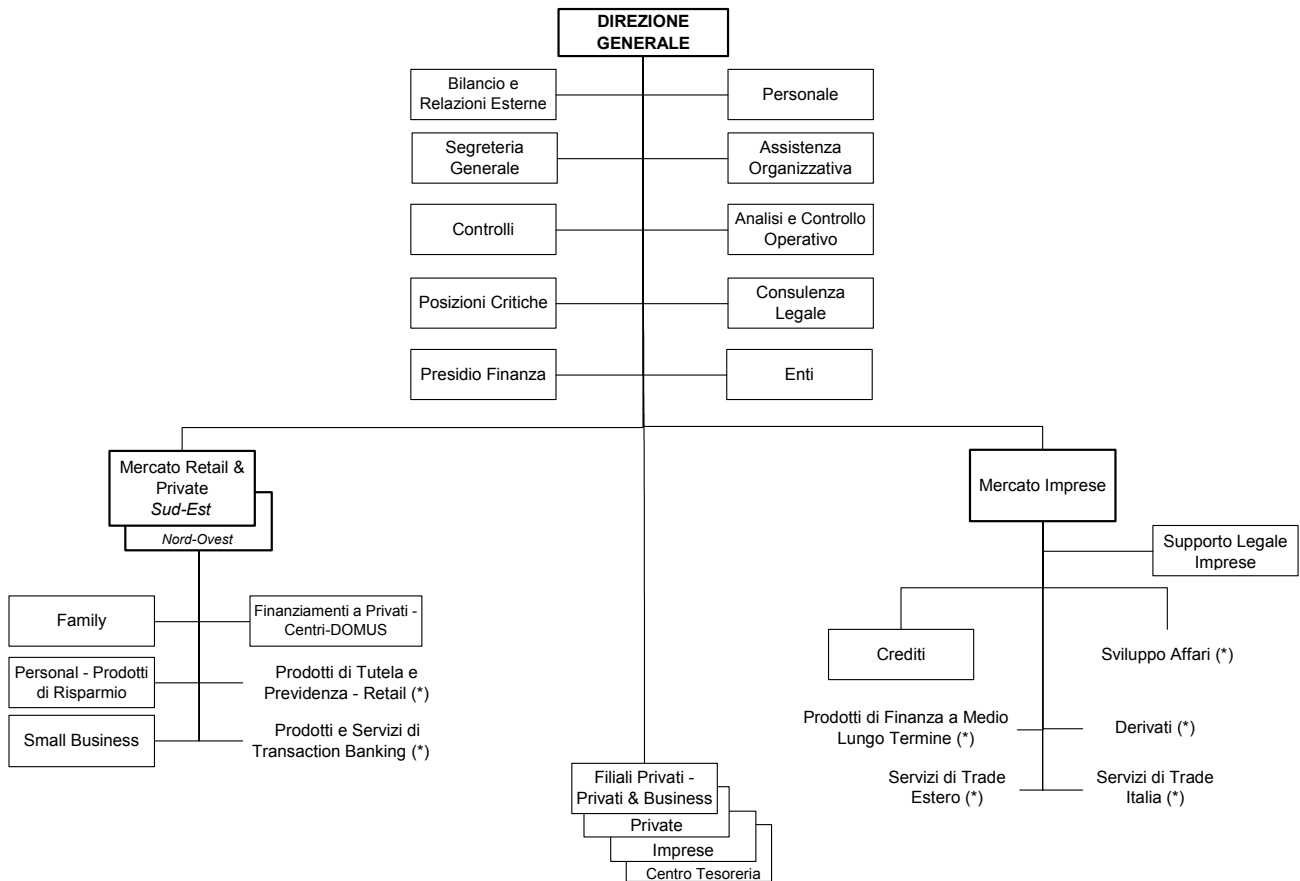 DIREZIONE
GENERALE
Bilancio e
Relazioni Esterne
Personale
Segreteria
Generale
Assistenza
Organizzativa
Controlli
Analisi e Controllo
Operativo
Posizioni Critiche
Consulenza
Legale
Presidio Finanza
Enti
Mercato Retail &
Private
Sud-Est
Nord-Ovest
Mercato Imprese
Supporto Legale
Imprese
Family
Finanziamenti a Privati -
Centri-DOMUS
Personal - Prodotti
di Risparmio
Prodotti di Tutela e
Previdenza - Retail (*)
Small Business
Prodotti e Servizi di
Transaction Banking (*)
Crediti
Sviluppo Affari (*)
Prodotti di Finanza a Medio
Lungo Termine (*)
Derivati (*)
Servizi di Trade
Estero (*)
Servizi di Trade
Italia (*)
Filiali Privati -
Privati & Business
Private
Imprese
Centro Tesoreria